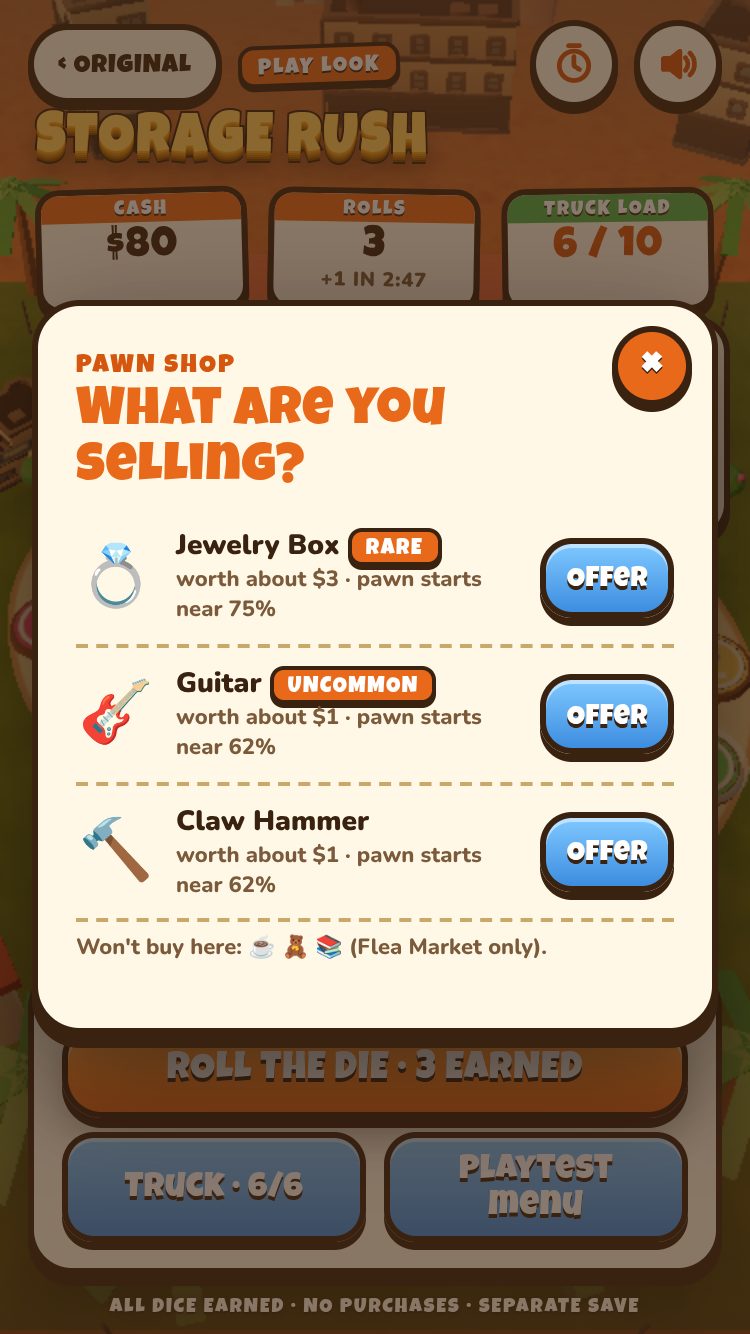 ‹ ORIGINAL
PLAY LOOK
STORAGE RUSH
CASH
$80
ROLLS
3
+1 IN 2:47
TRUCK LOAD
6 / 10
PAWN SHOP
What are you
selling?
Jewelry Box RARE
worth about $3 · pawn starts
near 75%
OFFER
Guitar UNCOMMON
worth about $1 · pawn starts
near 62%
OFFER
Claw Hammer
worth about $1 · pawn starts
near 62%
OFFER
Won't buy here: ☕ 🧸 📚 (Flea Market only).
ROLL THE DIE · 3 EARNED
TRUCK · 6/6
PLAYTEST
menu
ALL DICE EARNED · NO PURCHASES · SEPARATE SAVE